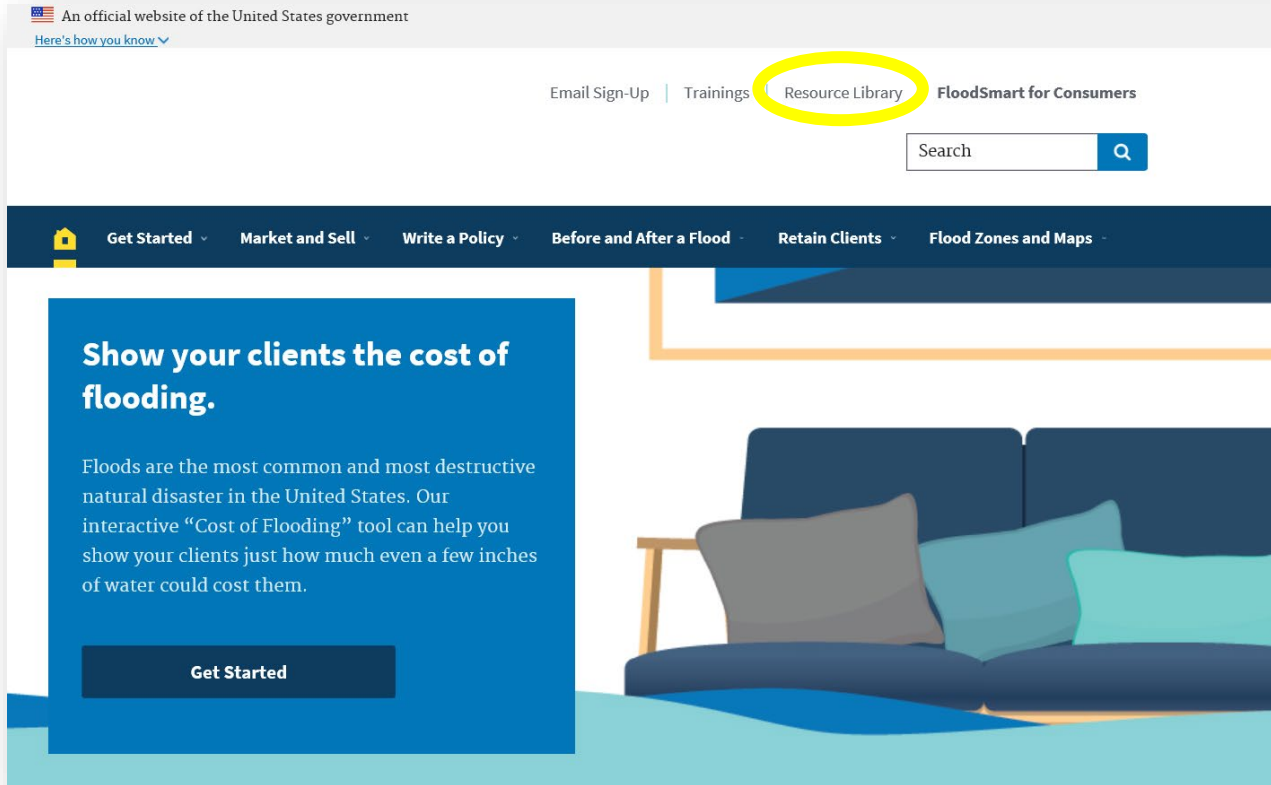 An official website of the United States government
Here's how you know
Email Sign-Up
Trainings
Resource Library
FloodSmart for Consumers
Search
Get Started
Market and Sell
Write a Policy
Before and After a Flood
Retain Clients
Flood Zones and Maps
Show your clients the cost of
flooding.
Floods are the most common and most destructive
natural disaster in the United States. Our
interactive “Cost of Flooding” tool can help you
show your clients just how much even a few inches
of water could cost them.
Get Started